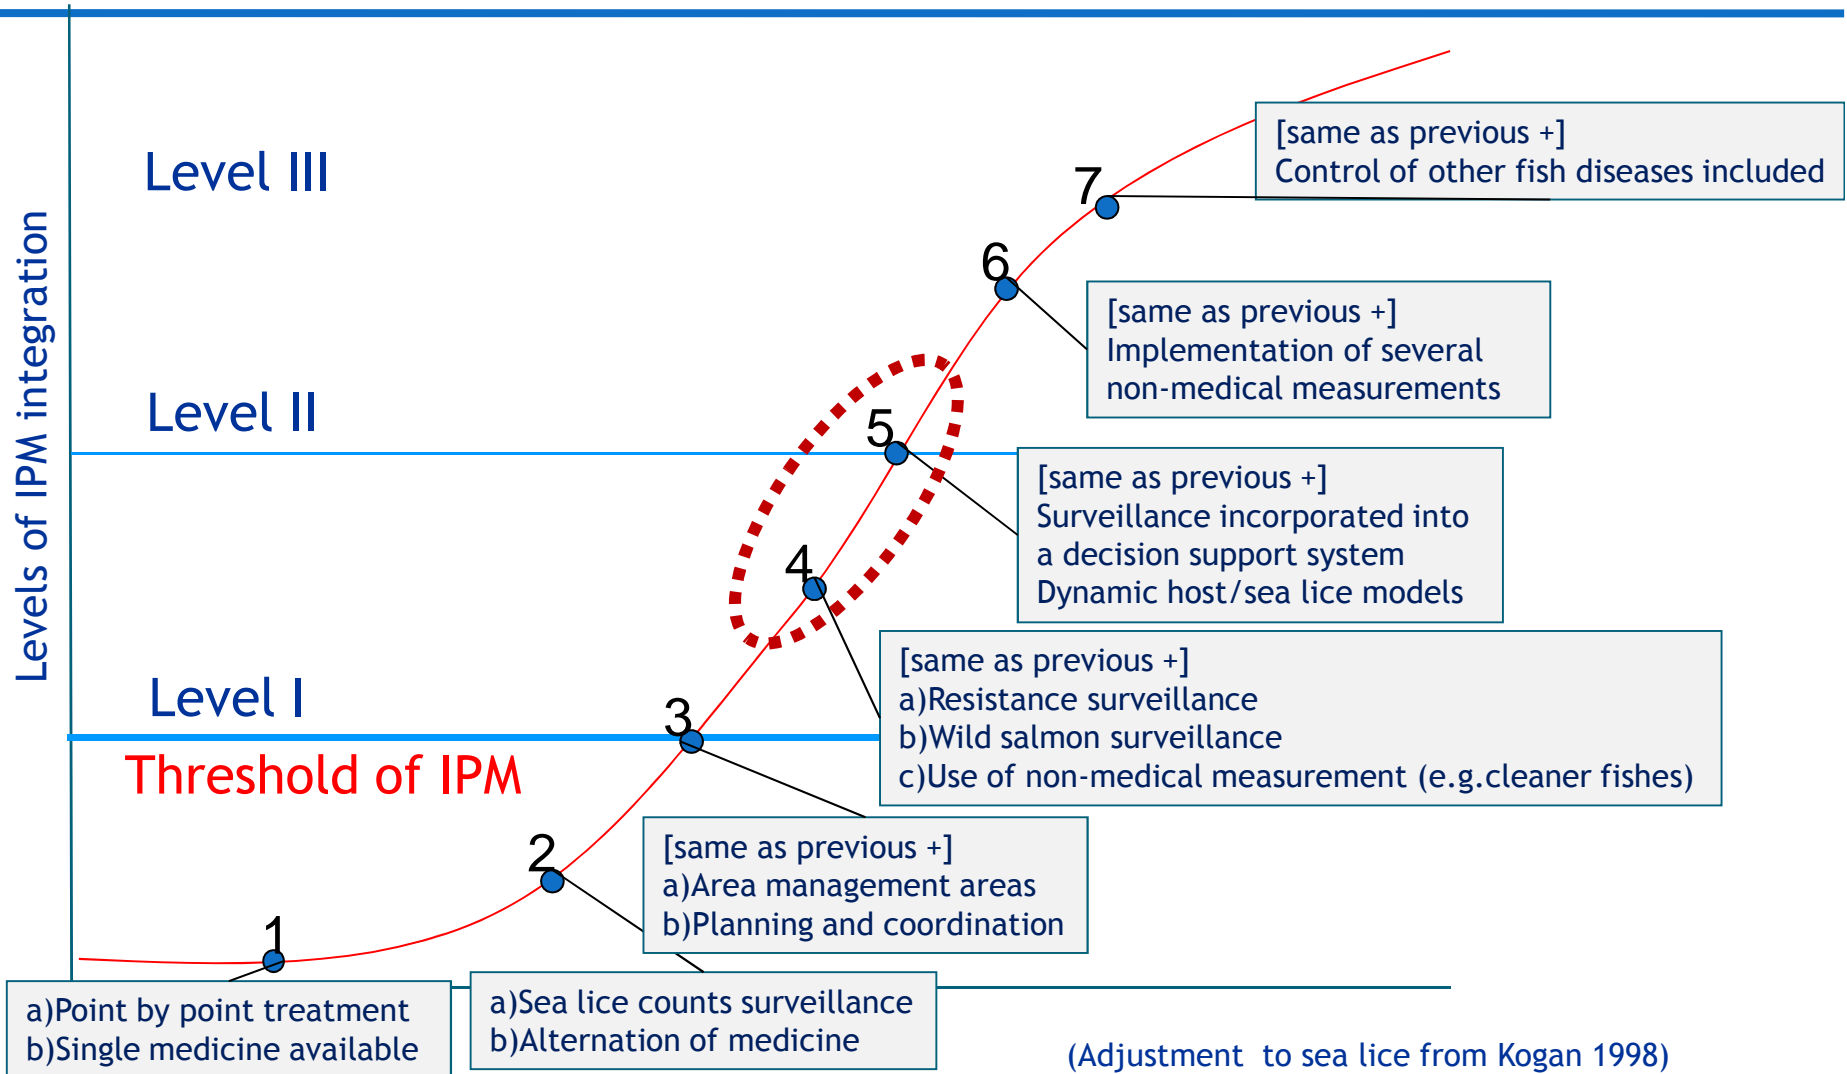 Levels of IPM integration
Level III
Level II
Level I
Threshold of IPM
7
[same as previous +]
Control of other fish diseases included
6
[same as previous +]
Implementation of several
non-medical measurements
5
[same as previous +]
Surveillance incorporated into
a decision support system
Dynamic host/sea lice models
4
[same as previous +]
a)Resistance surveillance
b)Wild salmon surveillance
c)Use of non-medical measurement (e.g.cleaner fishes)
3
[same as previous +]
a)Area management areas
b)Planning and coordination
2
a)Sea lice counts surveillance
b)Alternation of medicine
1
a)Point by point treatment
b)Single medicine available
(Adjustment to sea lice from Kogan 1998)